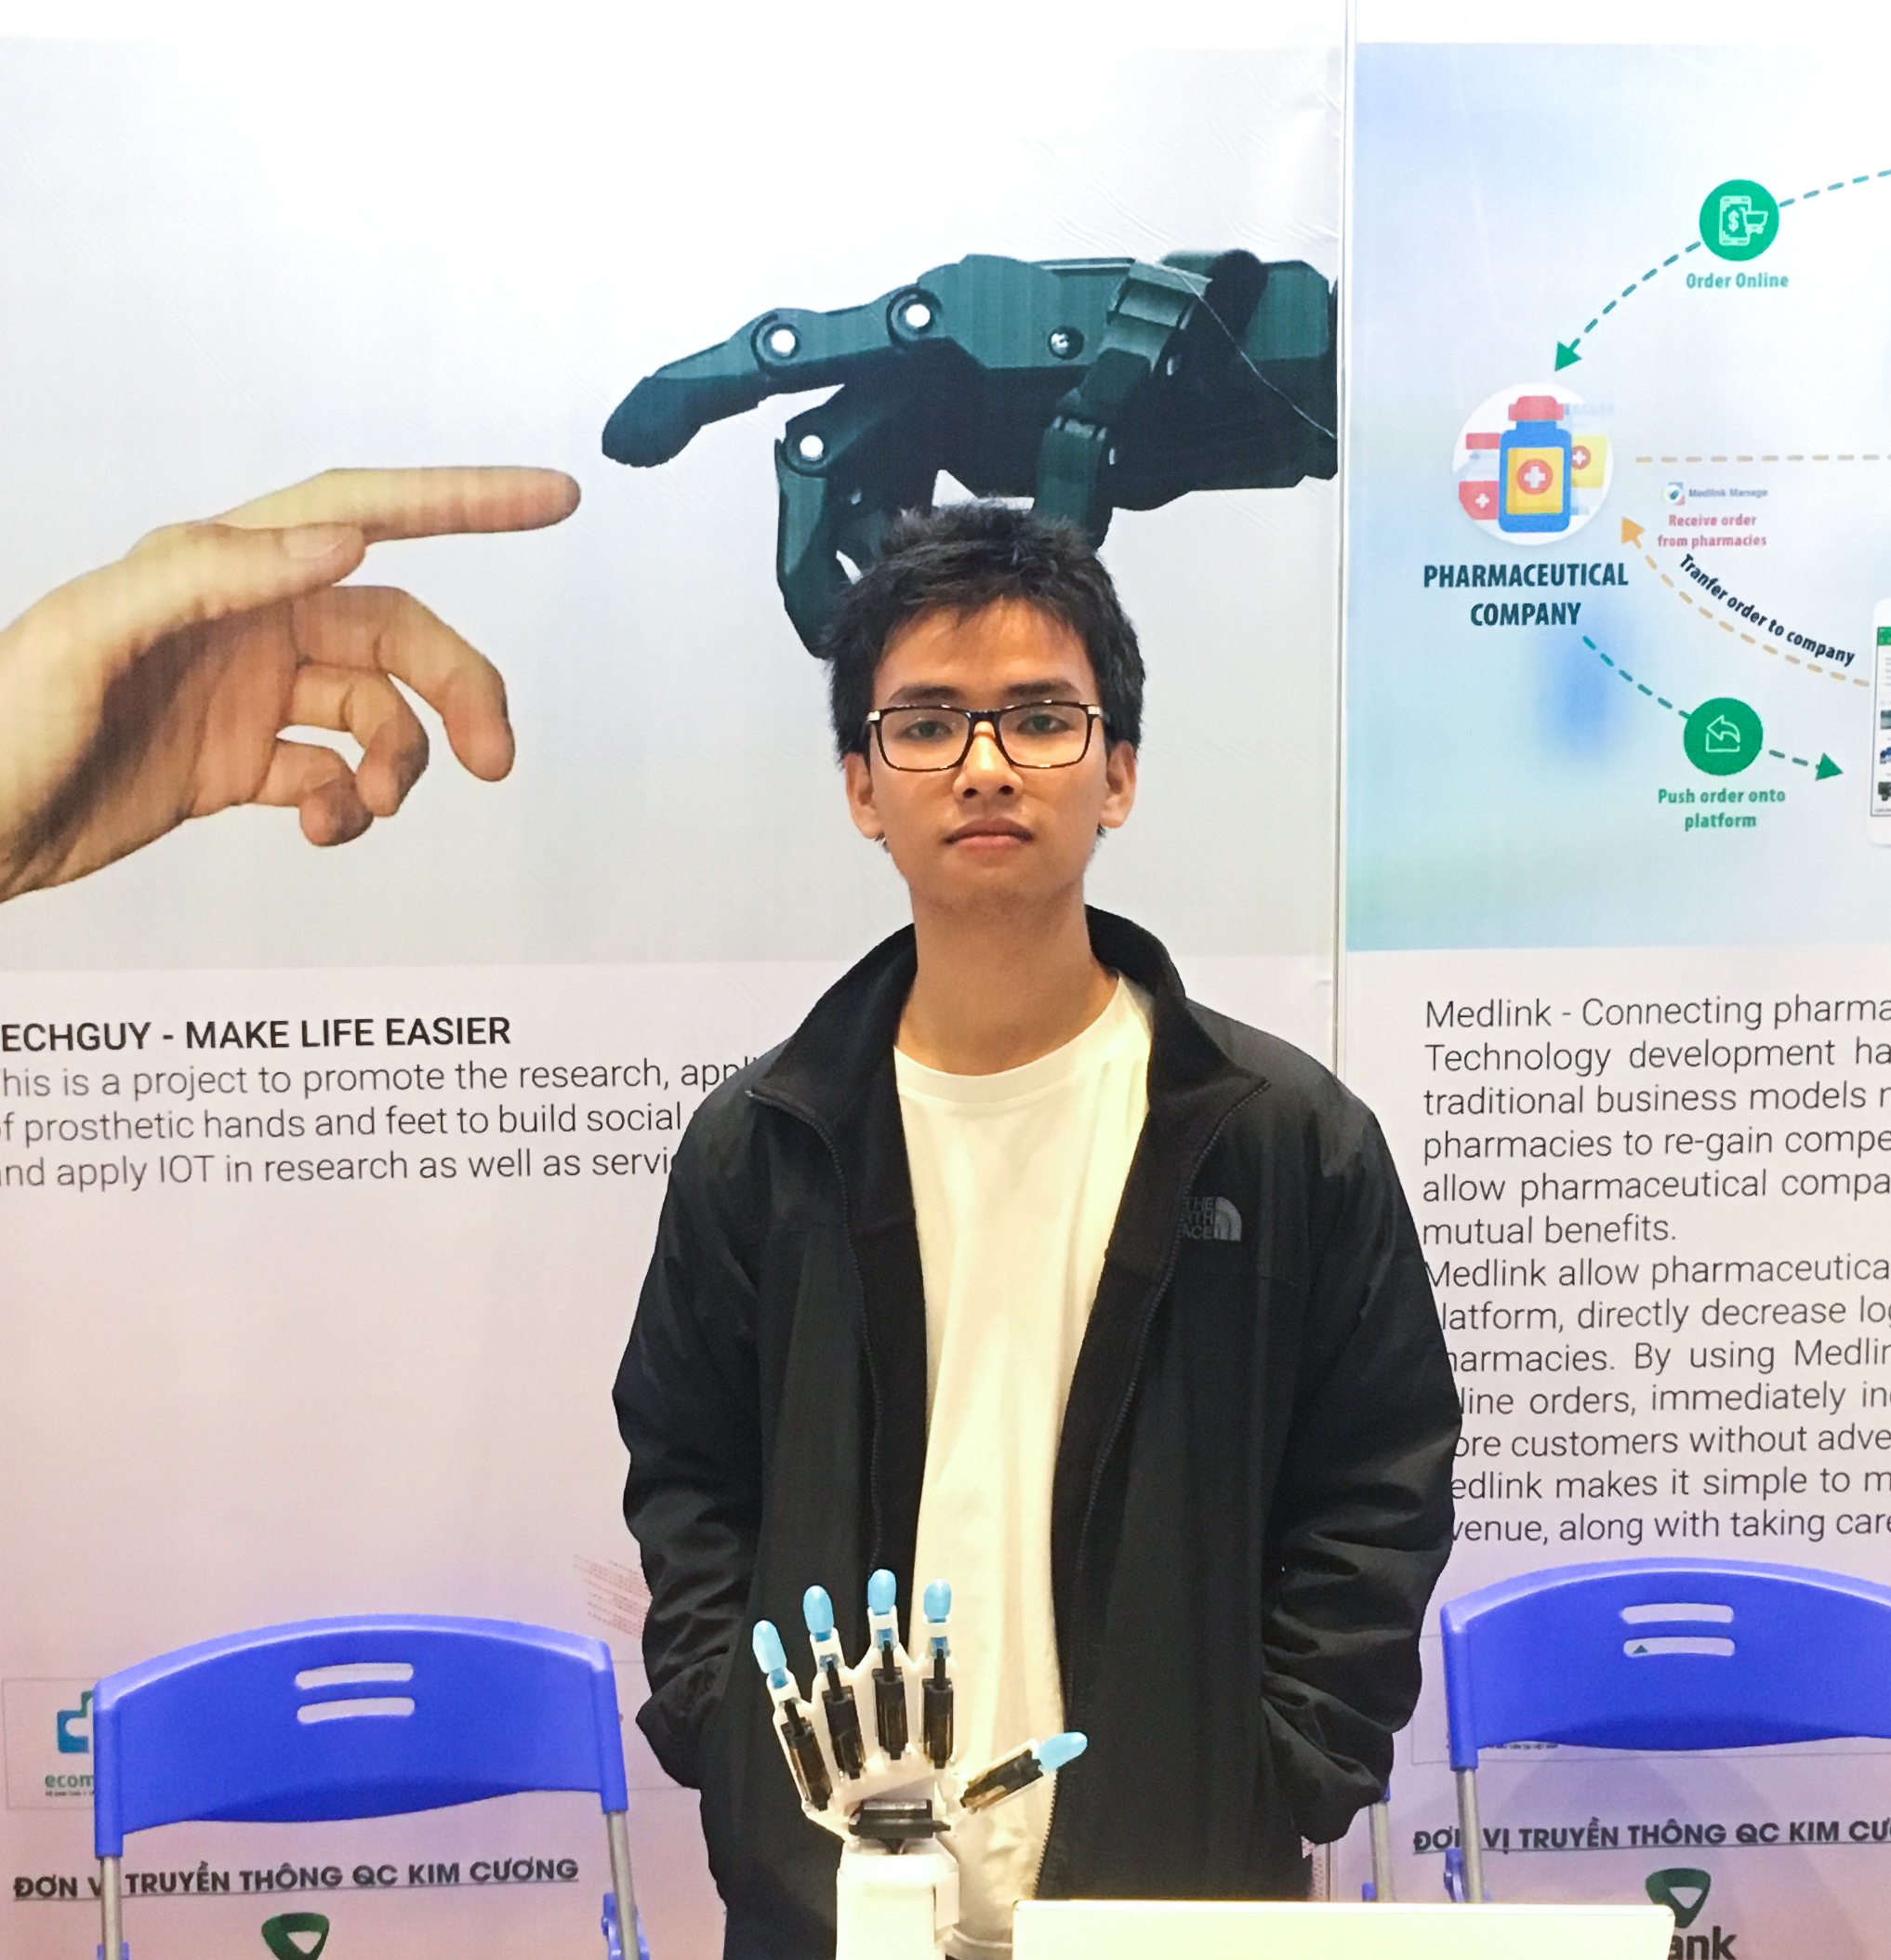 ECHGUY - MAKE LIFE EASIER
his is a project to promote the research, appl
f prosthetic hands and feet to build social
nd apply IOT in research as well as servi
ecom
ĐƠN VỊ TRUYỀN THÔNG QC KIM CƯƠNG
THE
RTH
ACE
Order Online
Medlink Manage
Receive order
from pharmacies
PHARMACEUTICAL
COMPANY
Tranfer order to company
Push order onto
platform
Medlink - Connecting pharma
Technology development ha
traditional business models
pharmacies to re-gain compe
allow pharmaceutical compa
mutual benefits.
Medlink allow pharmaceutica
latform, directly decrease lo
harmacies. By using Medlin
line orders, immediately in
ore customers without adve
edlink makes it simple to m
venue, along with taking care
ĐƠN VỊ TRUYỀN THÔNG QC KIM CƯ
ank